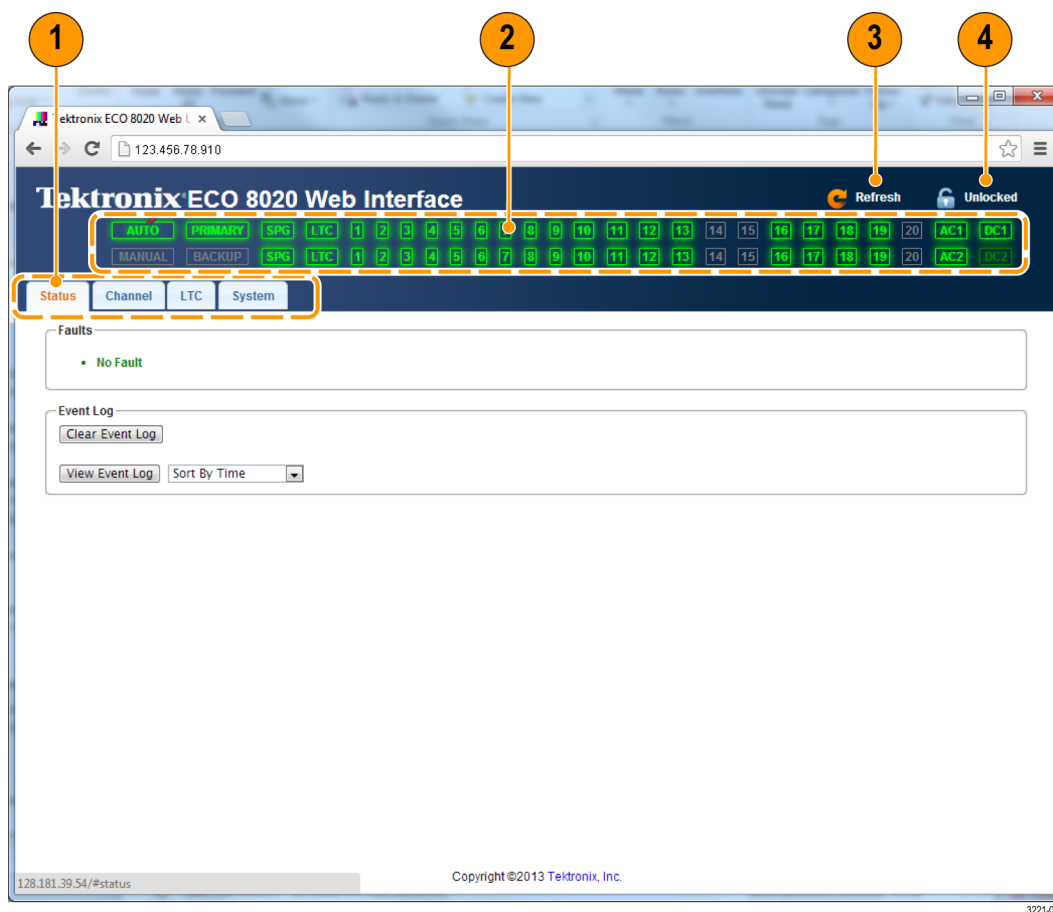 1 2 3 4
Tektronix ECO 8020 Web
123.456.78.910
Tektronix ECO 8020 Web Interface Refresh Unlocked
AUTO PRIMARY SPG LTC 1 2 3 4 5 6 7 8 9 10 11 12 13 14 15 16 17 18 19 20 AC1 DC1
MANUAL BACKUP SPG LTC 1 2 3 4 5 6 7 8 9 10 11 12 13 14 15 16 17 18 19 20 AC2 DC2
Status Channel LTC System
Faults
• No Fault
Event Log
Clear Event Log
View Event Log Sort By Time
Copyright ©2013 Tektronix, Inc.
128.181.39.54/#status